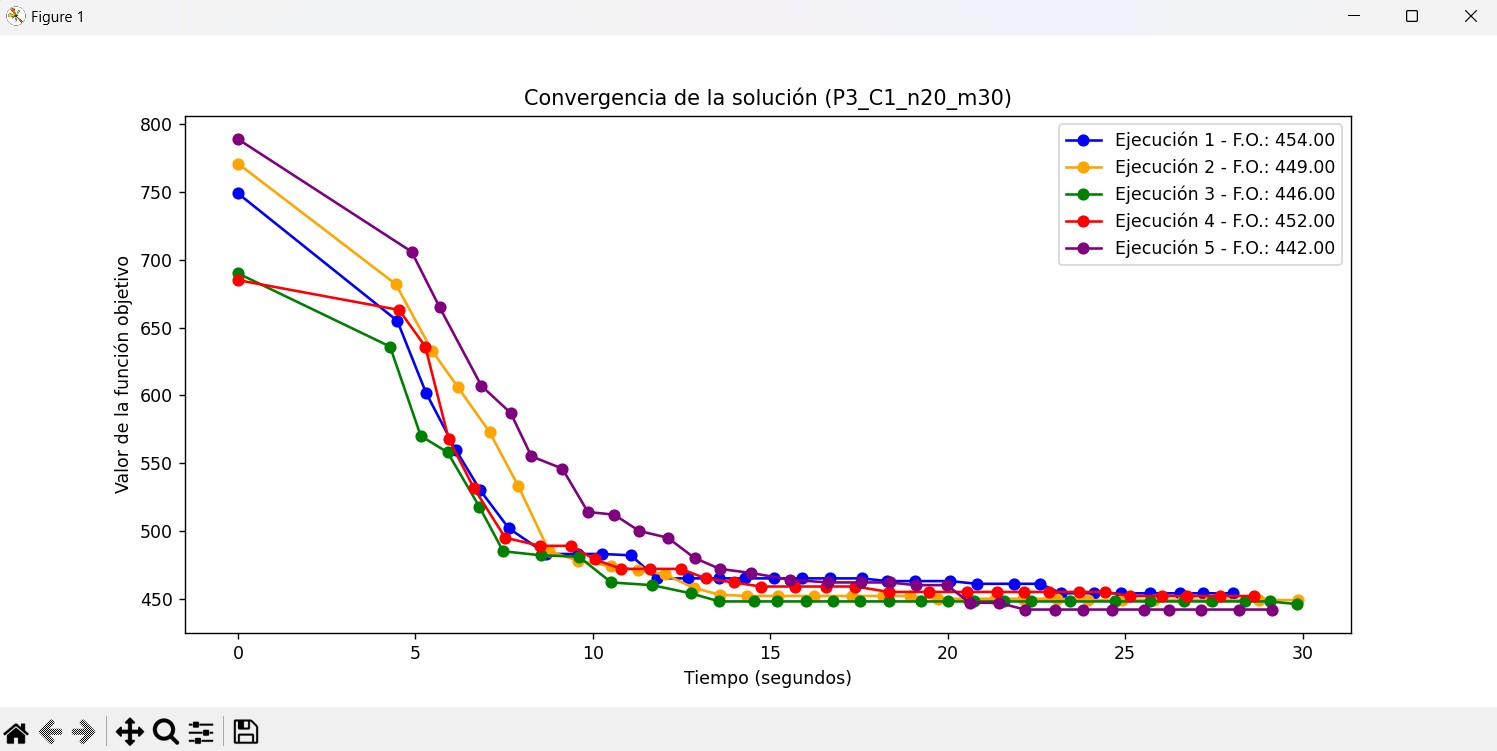 Figure 1
Convergencia de la solución (P3_C1_n20_m30)
Valor de la función objetivo
800
750
700
650
600
550
500
450
Ejecución 1 - F.O.: 454.00
Ejecución 2 - F.O.: 449.00
Ejecución 3 - F.O.: 446.00
Ejecución 4 - F.O.: 452.00
Ejecución 5 - F.O.: 442.00
0 5 10 15 20 25 30
Tiempo (segundos)